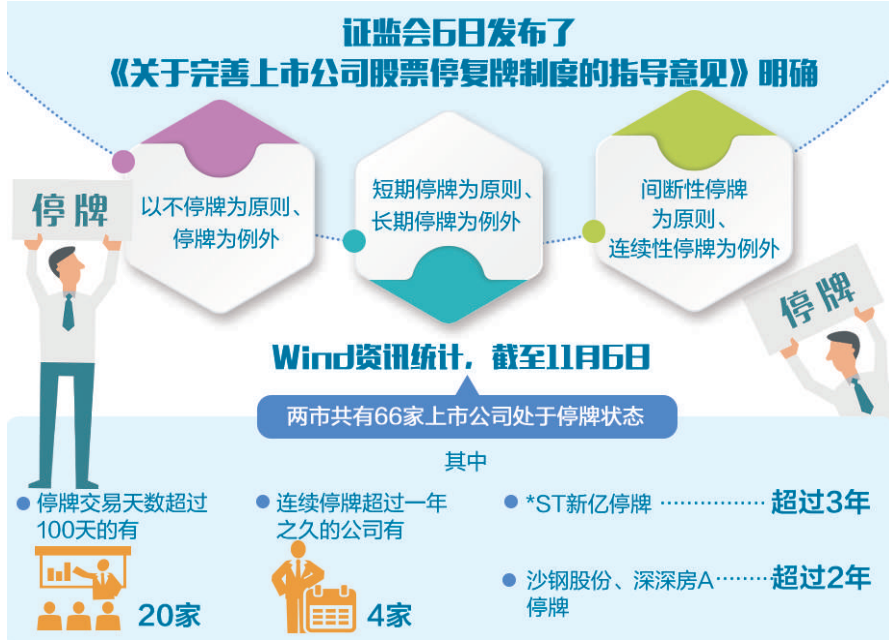 证监会6日发布了
《关于完善上市公司股票停复牌制度的指导意见》明确
停牌
以不停牌为原则、
停牌为例外
短期停牌为原则、
长期停牌为例外
间断性停牌
为原则、
连续性停牌为例外
停牌
Wind资讯统计，截至11月6日
两市共有66家上市公司处于停牌状态
其中
停牌交易天数超过
100天的有
20家
连续停牌超过一年
之久的公司有
4家
*ST新亿停牌 ……………… 超过3年
沙钢股份、深深房A………超过2年
停牌